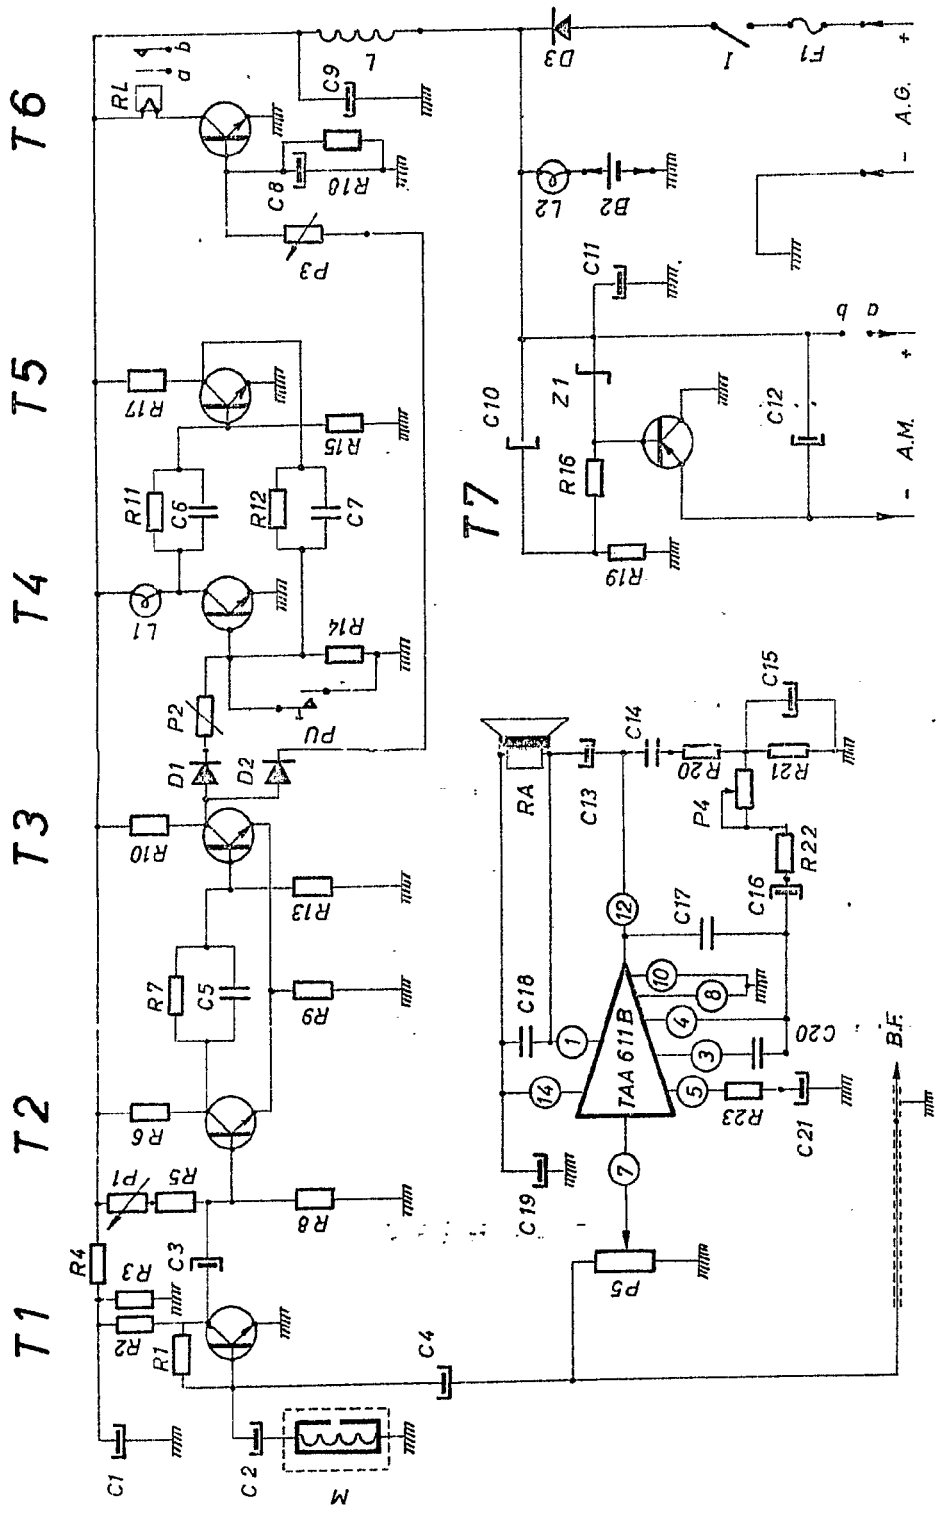 T1
T2
T3
T4
T5
T6
C1
R2
R3
R4
P1
R5
R6
R10
L1
R11
C6
R17
RL
a
b
R1
C3
R7
C5
D1
P2
D2
R12
C7
C2
R8
R9
R13
PU
R14
R15
P3
C8
R18
C9
L
M
C4
T7
C10
C19
14
1
C18
RA
7
TAA 611B
12
C13
C14
R19
R16
Z1
C11
L2
B2
D3
P5
5
3
4
8
10
C17
R20
P4
R21
C15
I
R23
C20
C16
R22
C12
b
a
F1
C21
B.F.
-
A.M.
+
-
A.G.
+